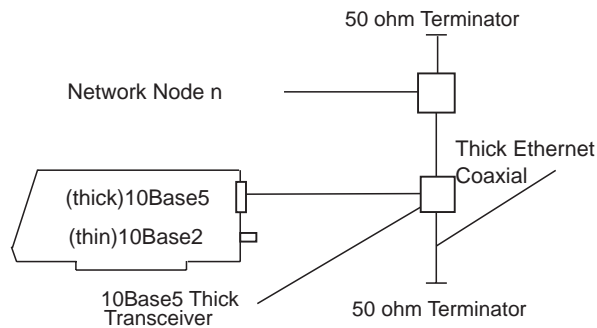 50 ohm Terminator
Network Node n
Thick Ethernet
Coaxial
(thick)10Base5
(thin)10Base2
10Base5 Thick
Transceiver
50 ohm Terminator